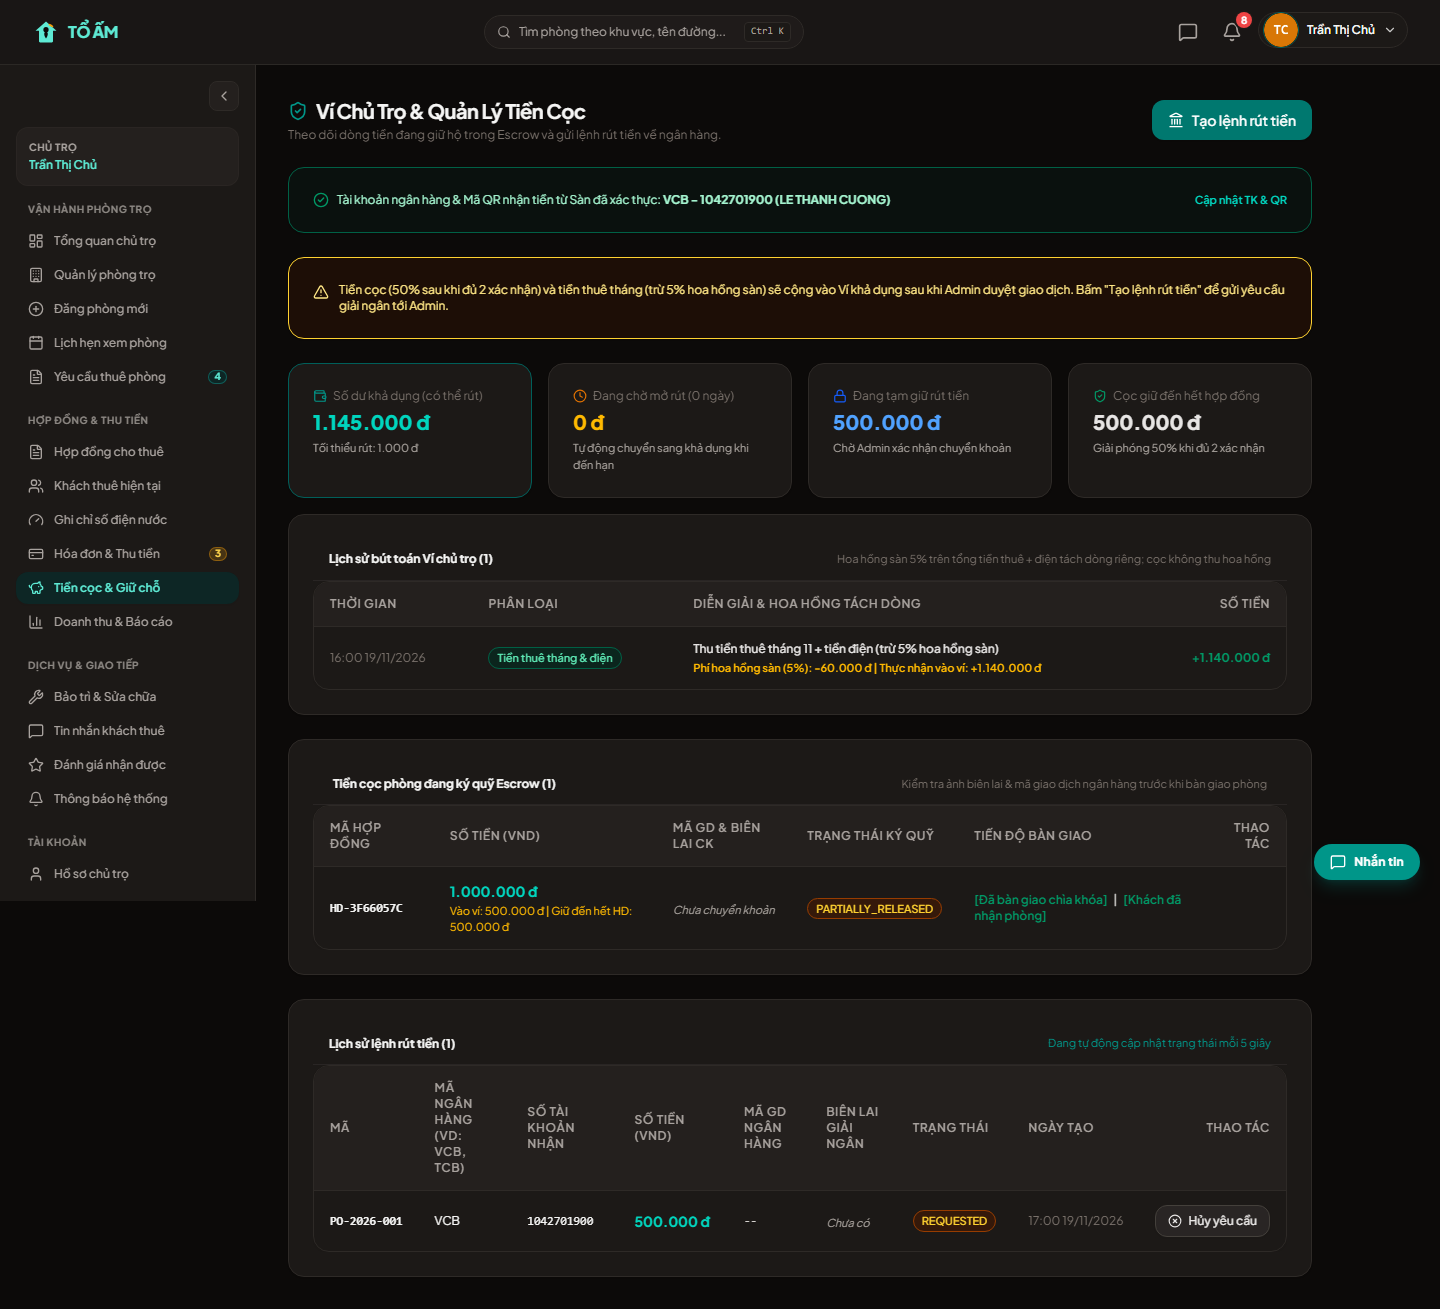 TỔ ẤM
Tìm phòng theo khu vực, tên đường...
Ctrl K
8
TC
Trần Thị Chủ
CHỦ TRỌ
Trần Thị Chủ
VẬN HÀNH PHÒNG TRỌ
Tổng quan chủ trọ
Quản lý phòng trọ
Đăng phòng mới
Lịch hẹn xem phòng
Yêu cầu thuê phòng
4
HỢP ĐỒNG & THU TIỀN
Hợp đồng cho thuê
Khách thuê hiện tại
Ghi chỉ số điện nước
Hóa đơn & Thu tiền
3
Tiền cọc & Giữ chỗ
Doanh thu & Báo cáo
DỊCH VỤ & GIAO TIẾP
Bảo trì & Sửa chữa
Tin nhắn khách thuê
Đánh giá nhận được
Thông báo hệ thống
TÀI KHOẢN
Hồ sơ chủ trọ
Ví Chủ Trọ & Quản Lý Tiền Cọc
Theo dõi dòng tiền đang giữ hộ trong Escrow và gửi lệnh rút tiền về ngân hàng.
Tạo lệnh rút tiền
Tài khoản ngân hàng & Mã QR nhận tiền từ Sàn đã xác thực: VCB - 1042701900 (LE THANH CUONG)
Cập nhật TK & QR
Tiền cọc (50% sau khi đủ 2 xác nhận) và tiền thuê tháng (trừ 5% hoa hồng sàn) sẽ cộng vào Ví khả dụng sau khi Admin duyệt giao dịch. Bấm "Tạo lệnh rút tiền" để gửi yêu cầu
giải ngân tới Admin.
Số dư khả dụng (có thể rút)
1.145.000 đ
Tối thiểu rút: 1.000 đ
Đang chờ mở rút (0 ngày)
0 đ
Tự động chuyển sang khả dụng khi
đến hạn
Đang tạm giữ rút tiền
500.000 đ
Chờ Admin xác nhận chuyển khoản
Cọc giữ đến hết hợp đồng
500.000 đ
Giải phóng 50% khi đủ 2 xác nhận
Lịch sử bút toán Ví chủ trọ (1)
Hoa hồng sàn 5% trên tổng tiền thuê + điện tách dòng riêng; cọc không thu hoa hồng
THỜI GIAN
PHÂN LOẠI
DIỄN GIẢI & HOA HỒNG TÁCH DÒNG
SỐ TIỀN
16:00 19/11/2026
Tiền thuê tháng & điện
Thu tiền thuê tháng 11 + tiền điện (trừ 5% hoa hồng sàn)
Phí hoa hồng sàn (5%): -60.000 đ | Thực nhận vào ví: +1.140.000 đ
+1.140.000 đ
Tiền cọc phòng đang ký quỹ Escrow (1)
Kiểm tra ảnh biên lai & mã giao dịch ngân hàng trước khi bàn giao phòng
MÃ HỢP
ĐỒNG
SỐ TIỀN (VND)
MÃ GD & BIÊN
LAI CK
TRẠNG THÁI KÝ QUỸ
TIẾN ĐỘ BÀN GIAO
THAO
TÁC
HD-3F66057C
1.000.000 đ
Vào ví: 500.000 đ | Giữ đến hết HĐ:
500.000 đ
Chưa chuyển khoản
PARTIALLY_RELEASED
[Đã bàn giao chìa khóa] | [Khách đã
nhận phòng]
Nhắn tin
Lịch sử lệnh rút tiền (1)
Đang tự động cập nhật trạng thái mỗi 5 giây
MÃ
MÃ
NGÂN
HÀNG
(VD:
VCB,
TCB)
SỐ TÀI
KHOẢN
NHẬN
SỐ TIỀN
(VND)
MÃ GD
NGÂN
HÀNG
BIÊN LAI
GIẢI
NGÂN
TRẠNG THÁI
NGÀY TẠO
THAO TÁC
PO-2026-001
VCB
1042701900
500.000 đ
--
Chưa có
REQUESTED
17:00 19/11/2026
Hủy yêu cầu